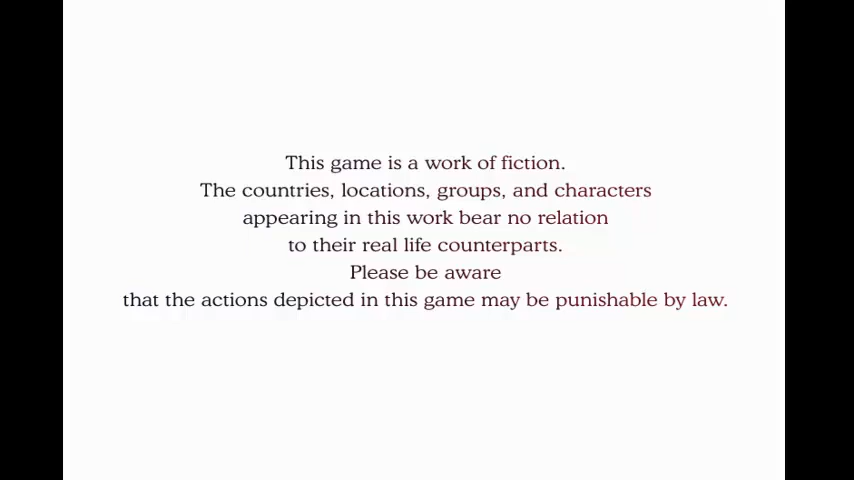 This game is a work of fiction.
The countries, locations, groups, and characters
appearing in this work bear no relation
to their real life counterparts.
Please be aware
that the actions depicted in this game may be punishable by law.